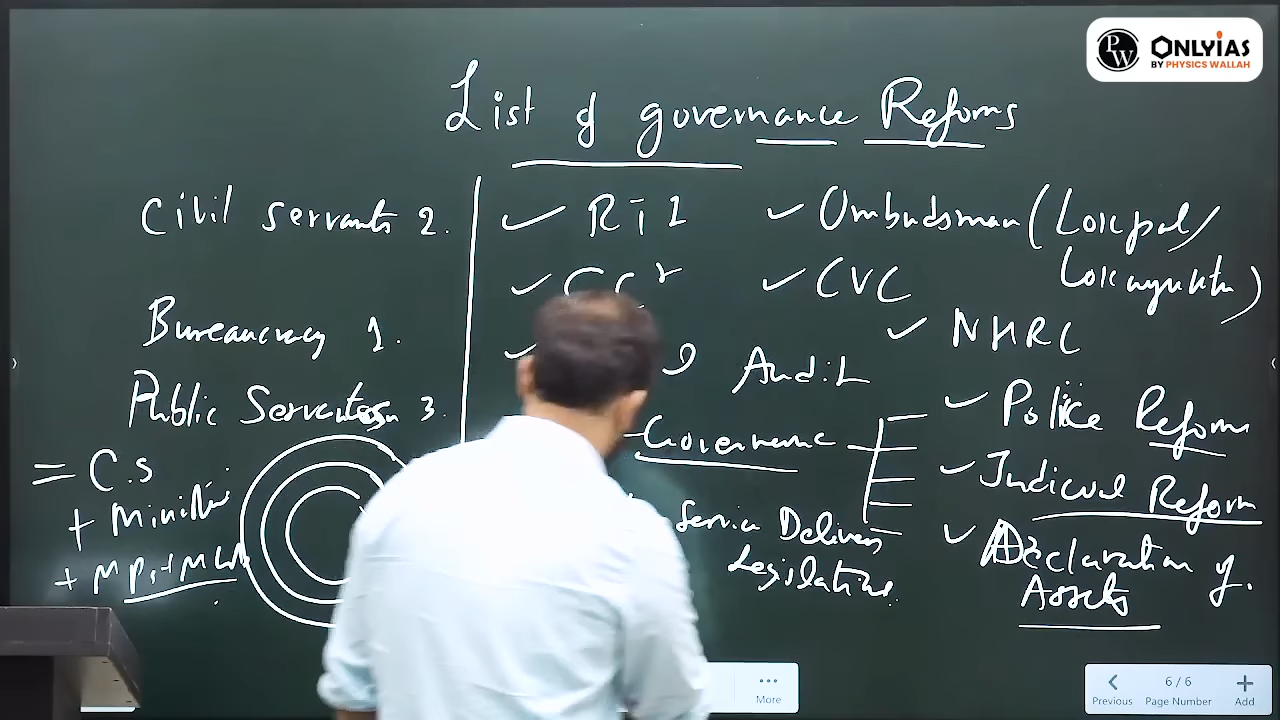 PW ONLYIAS
BY PHYSICS WALLAH
List of governance Reforms
Civil servants 2.
Bureaucracy 1.
Public Servants 3.
= C.S
+ Minister
+ MPs + MLA
✓ RTI
✓ Ombudsman (Lokpal/
Lokayukta)
✓ CC
✓ CVC
✓ NHRC
✓ Audit
Governance
Service Delivery
Legislative.
✓ Police Reform
✓ Judicial Reform
✓ Declaration of.
Assets
More
Previous
6 / 6
Page Number
Add